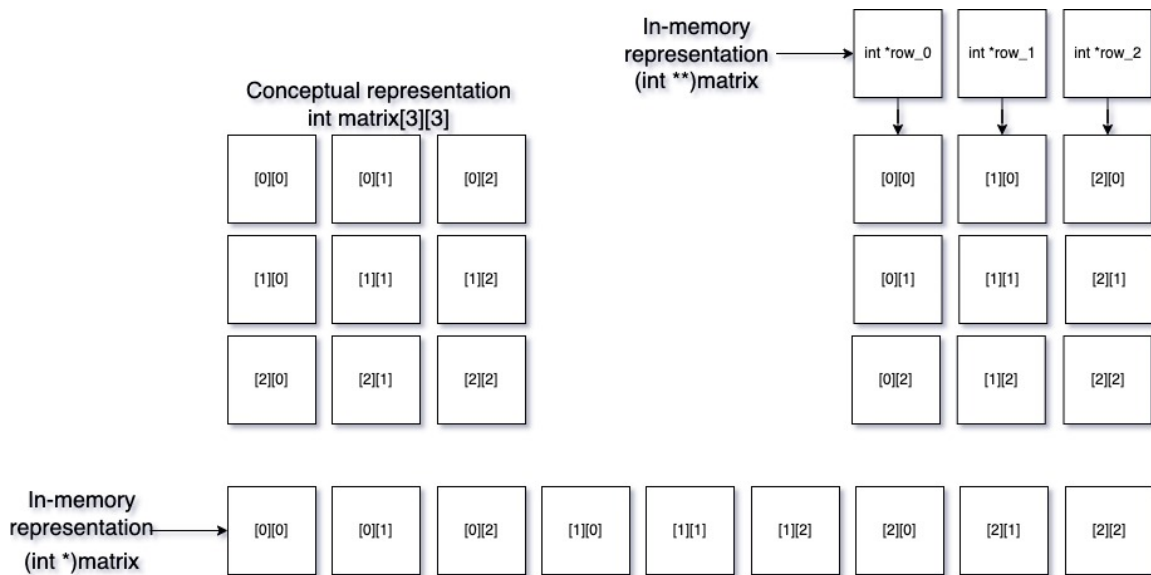 In-memory
representation
(int **)matrix
int *row_0 int *row_1 int *row_2
Conceptual representation
int matrix[3][3]
[0][0] [0][1] [0][2]
[1][0] [1][1] [1][2]
[2][0] [2][1] [2][2]
[0][0] [1][0] [2][0]
[0][1] [1][1] [2][1]
[0][2] [1][2] [2][2]
In-memory
representation
(int *)matrix
[0][0] [0][1] [0][2] [1][0] [1][1] [1][2] [2][0] [2][1] [2][2]